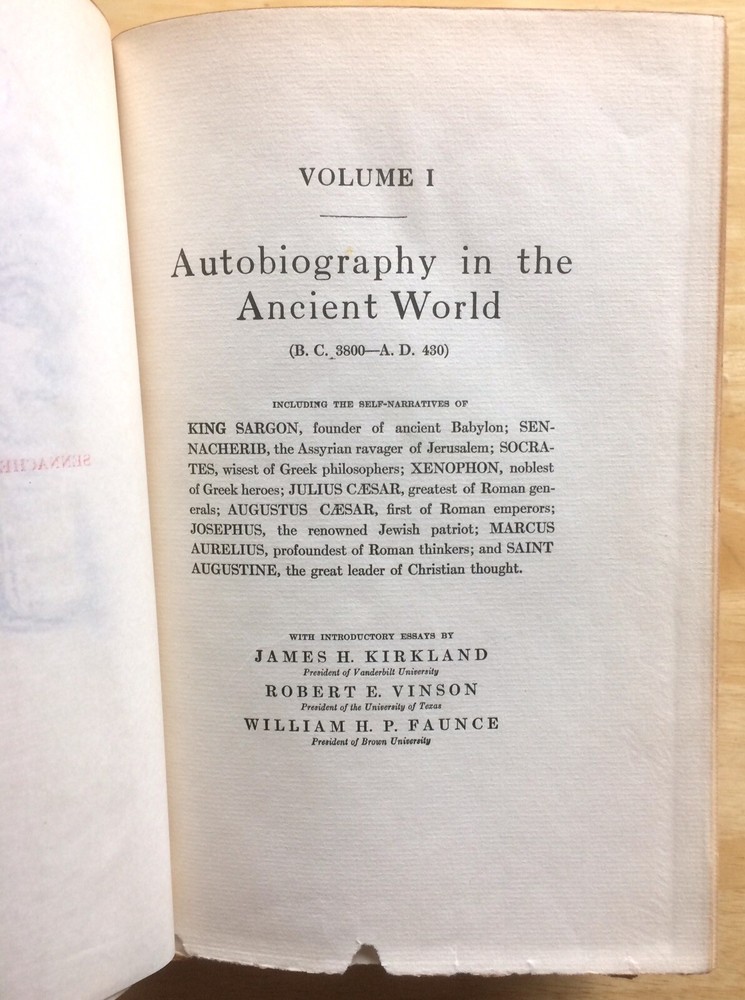 VOLUME I
Autobiography in the
Ancient World
(B. C. 3800—A. D. 430)
INCLUDING THE SELF-NARRATIVES OF
KING SARGON, founder of ancient Babylon; SEN-
NACHERIB, the Assyrian ravager of Jerusalem; SOCRA-
TES, wisest of Greek philosophers; XENOPHON, noblest
of Greek heroes; JULIUS CÆSAR, greatest of Roman gen-
erals; AUGUSTUS CÆSAR, first of Roman emperors;
JOSEPHUS, the renowned Jewish patriot; MARCUS
AURELIUS, profoundest of Roman thinkers; and SAINT
AUGUSTINE, the great leader of Christian thought.
WITH INTRODUCTORY ESSAYS BY
JAMES H. KIRKLAND
President of Vanderbilt University
ROBERT E. VINSON
President of the University of Texas
WILLIAM H. P. FAUNCE
President of Brown University